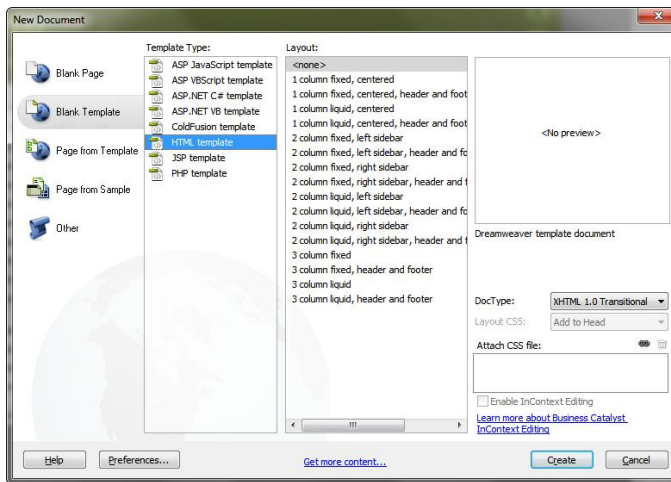 New Document
Blank Page
Blank Template
Page from Template
Page from Sample
Other
Template Type:
ASP JavaScript template
ASP VBScript template
ASP.NET C# template
ASP.NET VB template
ColdFusion template
HTML template
JSP template
PHP template
Layout:
<none>
1 column fixed, centered
1 column fixed, centered, header and foot
1 column liquid, centered
1 column liquid, centered, header and foot
2 column fixed, left sidebar
2 column fixed, left sidebar, header and fo
2 column fixed, right sidebar
2 column fixed, right sidebar, header and f
2 column liquid, left sidebar
2 column liquid, left sidebar, header and fo
2 column liquid, right sidebar
2 column liquid, right sidebar, header and f
3 column fixed
3 column fixed, header and footer
3 column liquid
3 column liquid, header and footer
<No preview>
Dreamweaver template document
DocType: XHTML 1.0 Transitional
Layout CSS: Add to Head
Attach CSS file:
Enable InContext Editing
Learn more about Business Catalyst
InContext Editing
Help Preferences... Get more content... Create Cancel